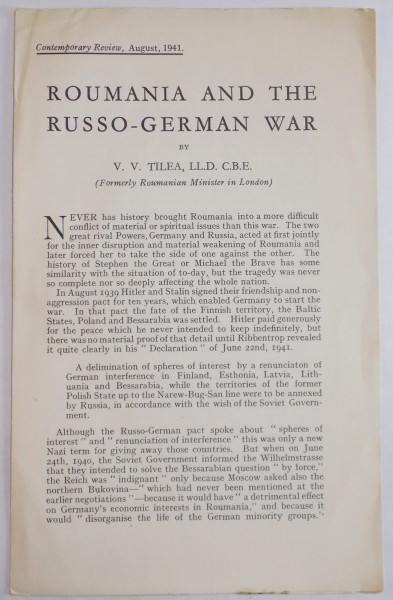 Contemporary Review, August, 1941.
ROUMANIA AND THE
RUSSO-GERMAN WAR
BY
V. V. TILEA, LL.D. C.B.E.
(Formerly Roumanian Minister in London)
NEVER has history brought Roumania into a more difficult
conflict of material or spiritual issues than this war. The two
great rival Powers, Germany and Russia, acted at first jointly
for the inner disruption and material weakening of Roumania and
later forced her to take the side of one against the other. The
history of Stephen the Great or Michael the Brave has some
similarity with the situation of to-day, but the tragedy was never
so complete nor so deeply affecting the whole nation.
In August 1939 Hitler and Stalin signed their friendship and non-
aggression pact for ten years, which enabled Germany to start the
war. In that pact the fate of the Finnish territory, the Baltic
States, Poland and Bessarabia was settled. Hitler paid generously
for the peace which he never intended to keep indefinitely, but
there was no material proof of that detail until Ribbentrop revealed
it quite clearly in his " Declaration " of June 22nd, 1941.
A delimination of spheres of interest by a renunciaton of
German interference in Finland, Esthonia, Latvia, Lith-
uania and Bessarabia, while the territories of the former
Polish State up to the Narew-Bug-San line were to be annexed
by Russia, in accordance with the wish of the Soviet Govern-
ment.
Although the Russo-German pact spoke about " spheres of
interest " and " renunciation of interference " this was only a new
Nazi term for giving away those countries. But when on June
24th, 1940, the Soviet Government informed the Wilhelmstrasse
that they intended to solve the Bessarabian question " by force,"
the Reich was " indignant " only because Moscow asked also the
northern Bukovina—" which had never been mentioned at the
earlier negotiations "—because it would have " a detrimental effect
on Germany's economic interests in Roumania," and because it
would " disorganise the life of the German minority groups."